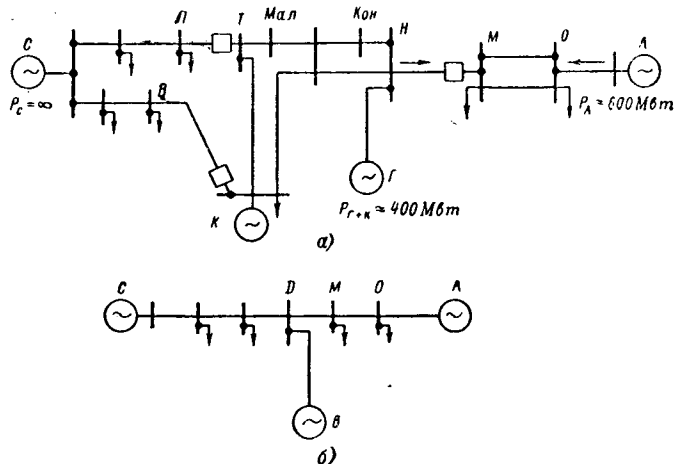 С
Л
Т
Мал
Кон
Н
М
О
А
P_C = ∞
В
P_A ≈ 600 Мвт
Г
К
P_Г+К ≈ 400 Мвт
а)
С
D
М
О
А
В
б)